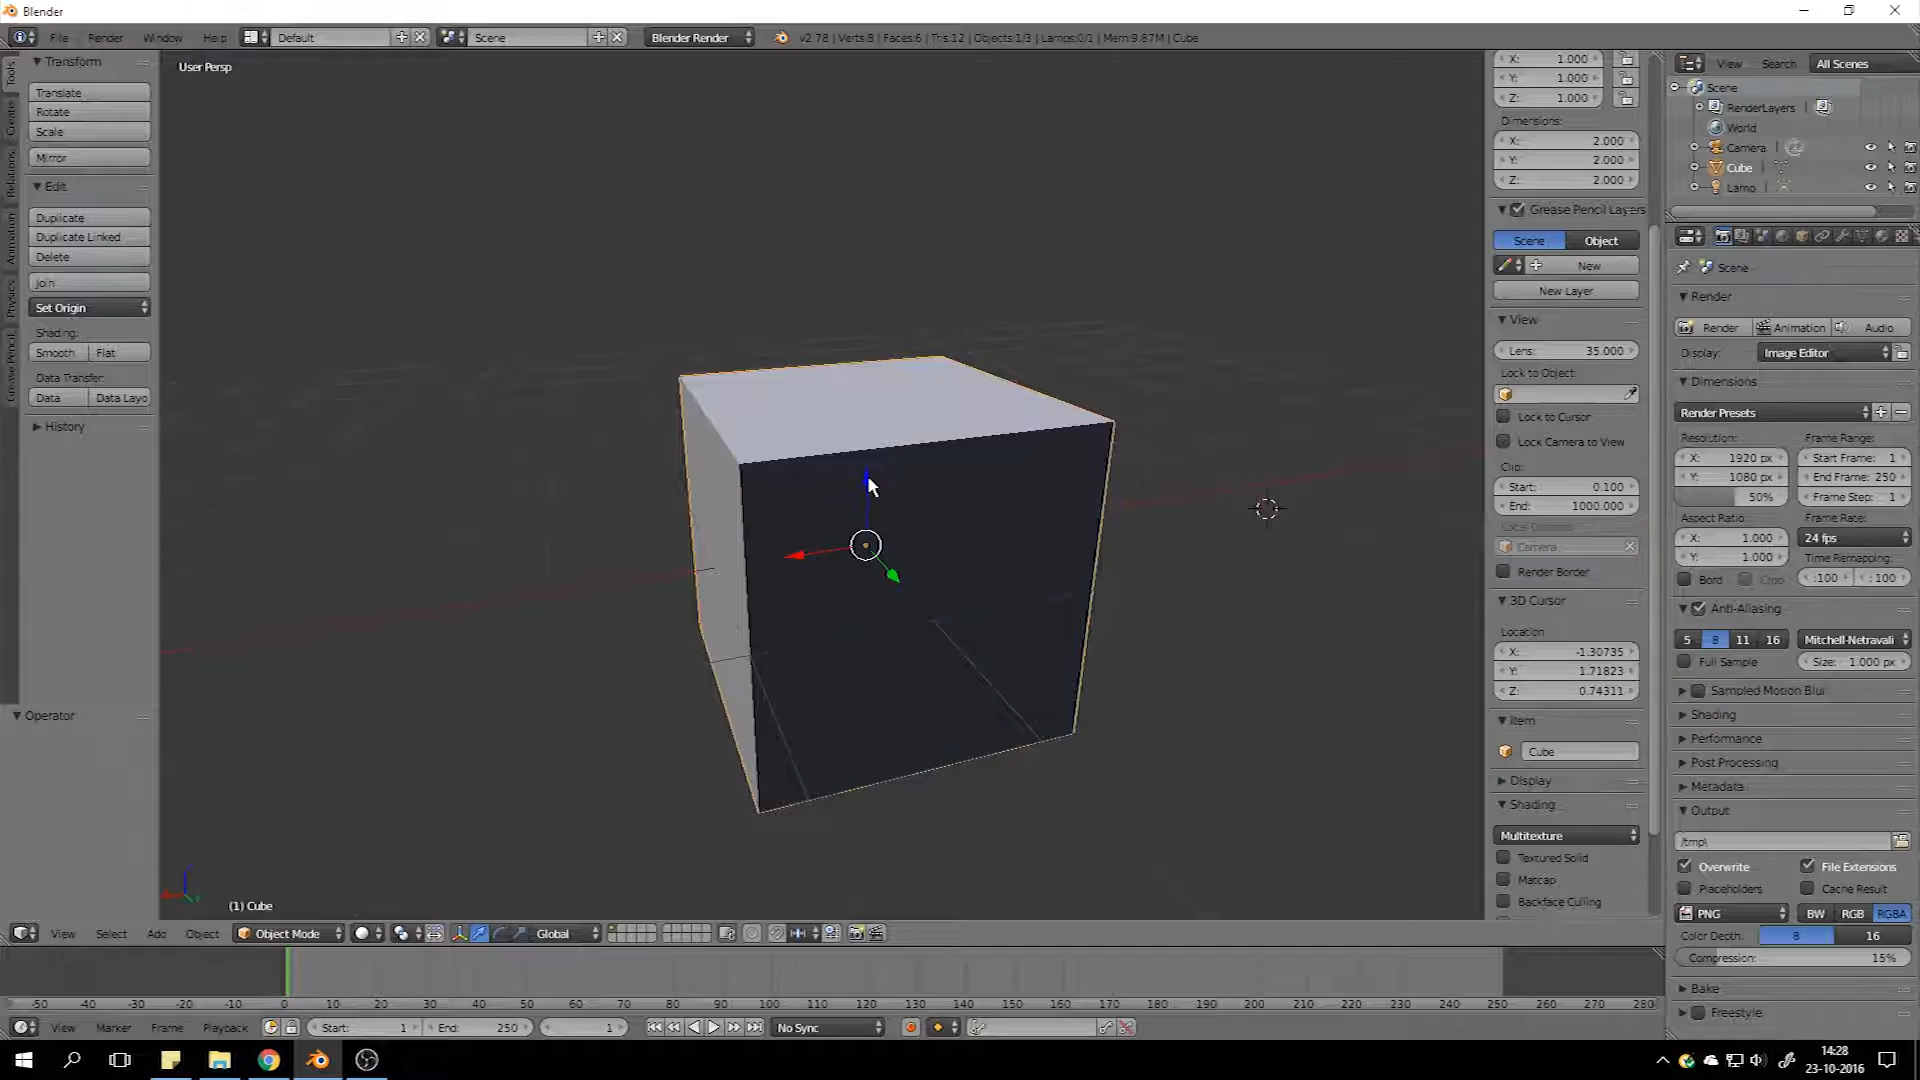 Blender
File Render Window Help Default Scene Blender Render v2.78 | Verts:8 | Faces:6 | Tris:12 | Objects:1/3 | Lamps:0/1 | Mem:9.87M | Cube
Tools
Create
Relations
Animation
Physics
Grease Pencil
Transform
Translate
Rotate
Scale
Mirror
Edit
Duplicate
Duplicate Linked
Delete
Join
Set Origin
Shading:
Smooth Flat
Data Transfer:
Data Data Layo
History
Operator
User Persp
(1) Cube
X: 1.000
Y: 1.000
Z: 1.000
Dimensions:
X: 2.000
Y: 2.000
Z: 2.000
Grease Pencil Layers
Scene Object
New
New Layer
View
Lens: 35.000
Lock to Object:
Lock to Cursor
Lock Camera to View
Clip:
Start: 0.100
End: 1000.000
Local Camera:
Camera
Render Border
3D Cursor
Location
X: -1.30735
Y: 1.71823
Z: 0.74311
Item
Cube
Display
Shading
Multitexture
Textured Solid
Matcap
Backface Culling
View Search All Scenes
Scene
RenderLayers |
World
Camera |
Cube |
Lamp |
Scene
Render
Render Animation Audio
Display: Image Editor
Dimensions
Render Presets
Resolution: Frame Range:
X: 1920 px Start Frame: 1
Y: 1080 px End Frame: 250
50% Frame Step: 1
Aspect Ratio: Frame Rate:
X: 1.000 24 fps
Y: 1.000 Time Remapping:
Bord Crop :100 : 100
Anti-Aliasing
5 8 11 16 Mitchell-Netravali
Full Sample Size: 1.000 px
Sampled Motion Blur
Shading
Performance
Post Processing
Metadata
Output
/tmp\
Overwrite File Extensions
Placeholders Cache Result
PNG BW RGB RGBA
Color Depth: 8 16
Compression: 15%
Bake
Freestyle
View Select Add Object Object Mode Global
-50 -40 -30 -20 -10 0 10 20 30 40 50 60 70 80 90 100 110 120 130 140 150 160 170 180 190 200 210 220 230 240 250 260 270 280
View Marker Frame Playback Start: 1 End: 250 1 No Sync
14:28
23-10-2016